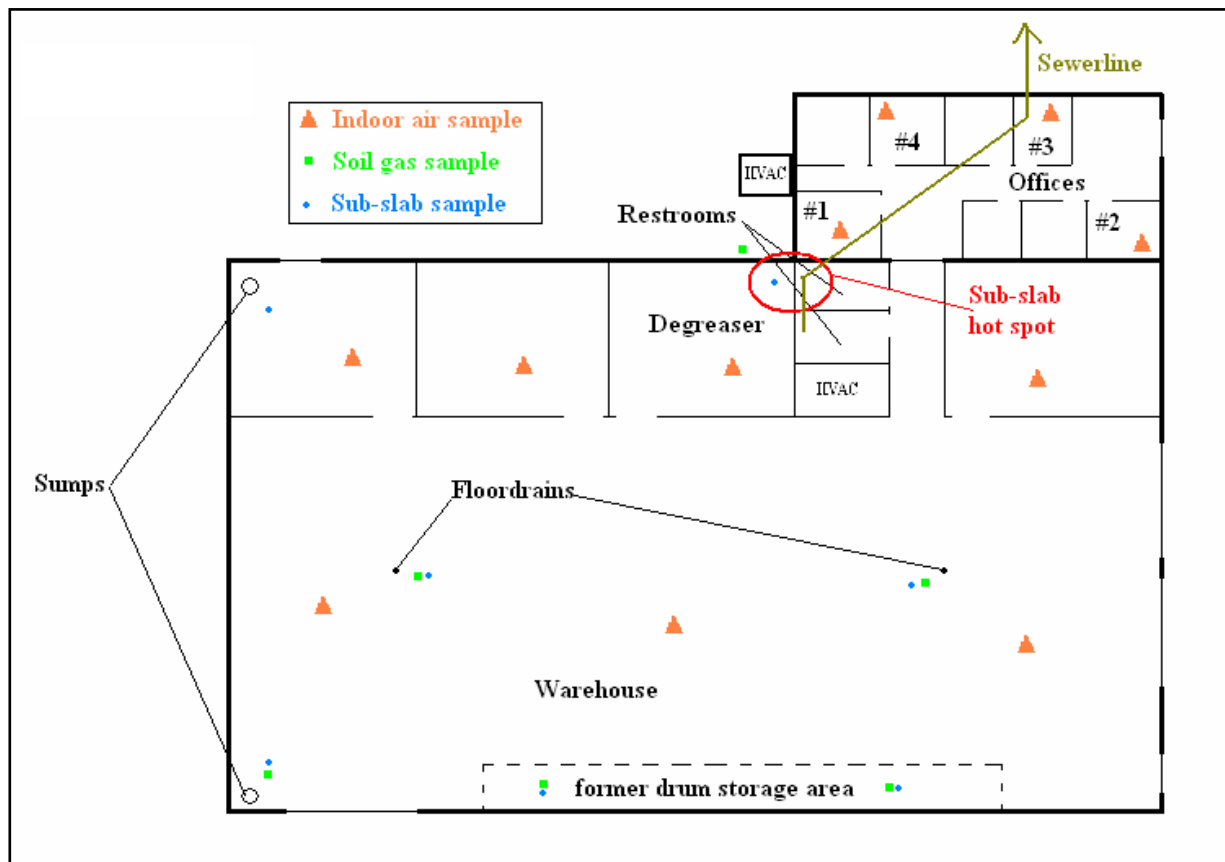 Sewerline
Indoor air sample
Soil gas sample
Sub-slab sample
#4
#3
HVAC
Offices
Restrooms
#1
#2
Sub-slab
hot spot
Degreaser
HVAC
Sumps
Floordrains
Warehouse
former drum storage area